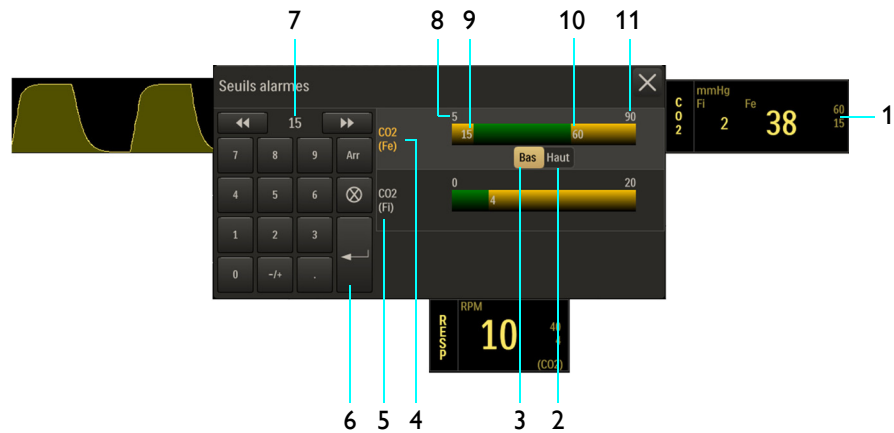 7 8 9 10 11
Seuils alarmes
15
7 8 9 Arr
4 5 6
1 2 3
0 -/+ .
CO2
(Fe)
5 90
15 60
Bas Haut
CO2
(Fi)
0 20
4
CO2
mmHg
Fi Fe
2 38
60
15
1
RESP
RPM
10
40
4
(CO2)
6 5 4 3 2